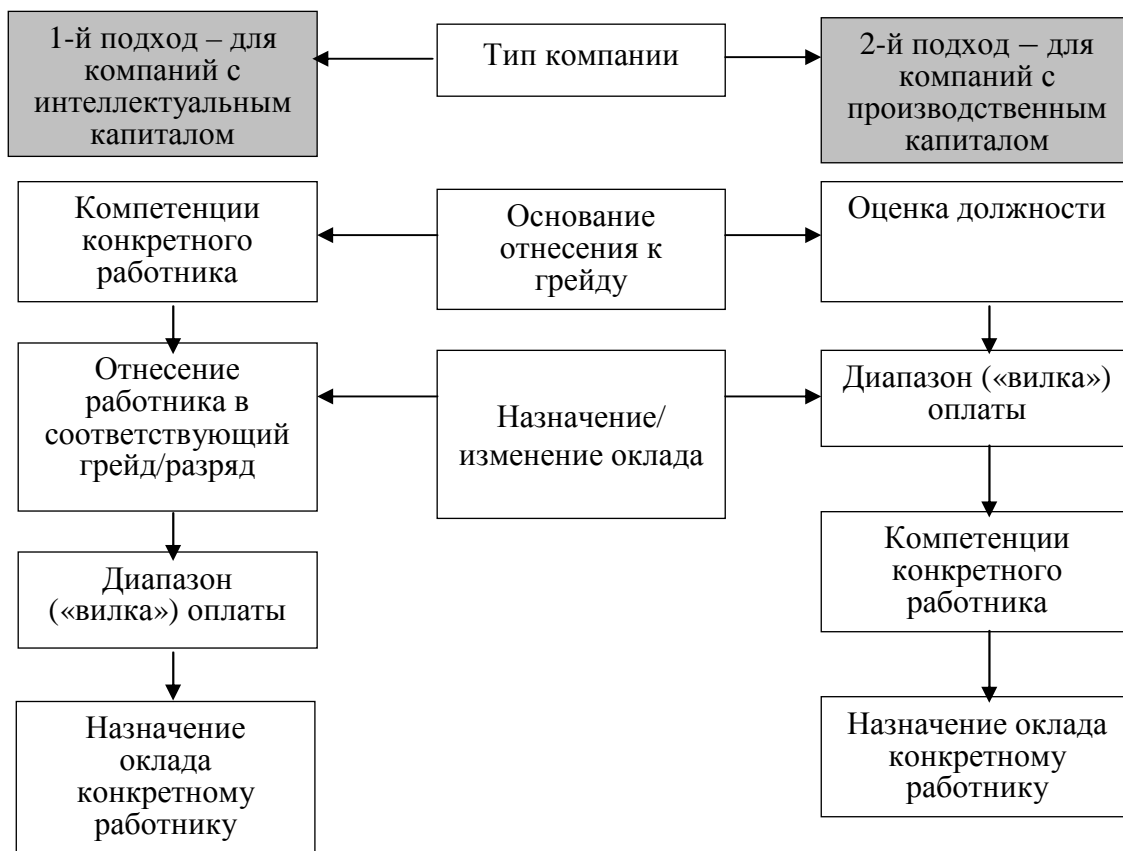 1-й подход – для
компаний с
интеллектуальным
капиталом
Тип компании
2-й подход – для
компаний с
производственным
капиталом
Компетенции
конкретного
работника
Основание
отнесения к
грейду
Оценка должности
Отнесение
работника в
соответствующий
грейд/разряд
Назначение/
изменение оклада
Диапазон («вилка»)
оплаты
Диапазон
(«вилка») оплаты
Компетенции
конкретного
работника
Назначение
оклада
конкретному
работнику
Назначение оклада
конкретному
работнику